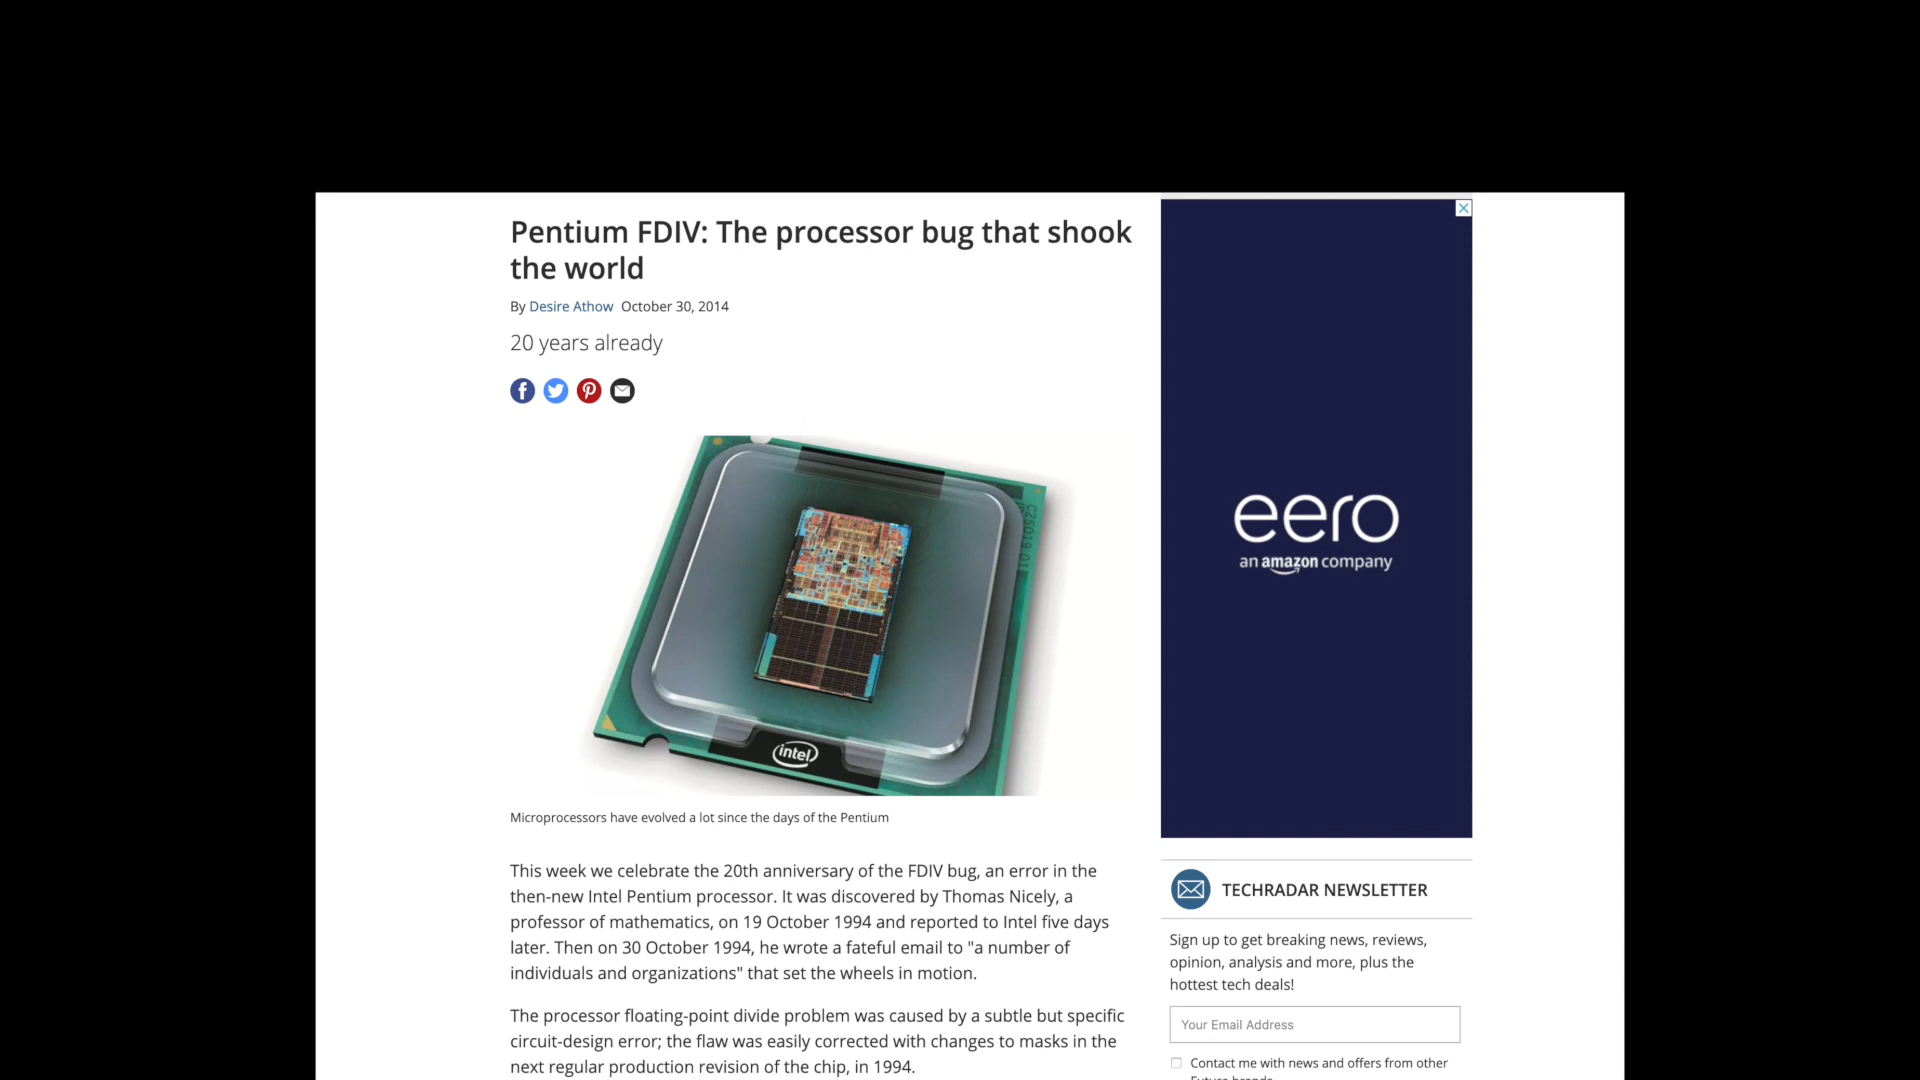 Pentium FDIV: The processor bug that shook
the world
By Desire Athow October 30, 2014
20 years already
intel
Microprocessors have evolved a lot since the days of the Pentium
This week we celebrate the 20th anniversary of the FDIV bug, an error in the
then-new Intel Pentium processor. It was discovered by Thomas Nicely, a
professor of mathematics, on 19 October 1994 and reported to Intel five days
later. Then on 30 October 1994, he wrote a fateful email to "a number of
individuals and organizations" that set the wheels in motion.
The processor floating-point divide problem was caused by a subtle but specific
circuit-design error; the flaw was easily corrected with changes to masks in the
next regular production revision of the chip, in 1994.
eero
an amazon company
TECHRADAR NEWSLETTER
Sign up to get breaking news, reviews,
opinion, analysis and more, plus the
hottest tech deals!
Your Email Address
Contact me with news and offers from other